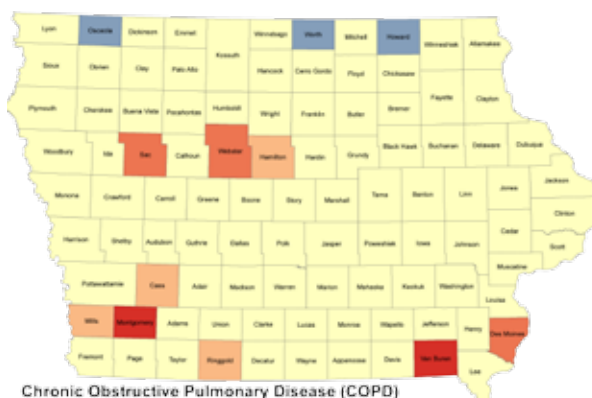 Lyon Osceola Dickinson Emmet Winnebago Worth Mitchell Howard Winneshiek Allamakee
Kossuth
Sioux Obrien Clay Palo Alto Hancock Cerro Gordo Floyd Chickasaw
Fayette Clayton
Plymouth Cherokee Buena Vista Pocahontas Humboldt Wright Franklin Butler Bremer
Woodbury Ida Sac Calhoun Webster Hamilton Hardin Grundy Black Hawk Buchanan Delaware Dubuque
Monona Crawford Carroll Greene Boone Story Marshall Tama Benton Linn Jones Jackson
Clinton
Harrison Shelby Audubon Guthrie Dallas Polk Jasper Poweshiek Iowa Johnson Cedar Scott
Muscatine
Pottawattamie Cass Adair Madison Warren Marion Mahaska Keokuk Washington
Louisa
Mills Montgomery Adams Union Clarke Lucas Monroe Wapello Jefferson Henry Des Moines
Fremont Page Taylor Ringgold Decatur Wayne Appanoose Davis Van Buren Lee
Chronic Obstructive Pulmonary Disease (COPD)